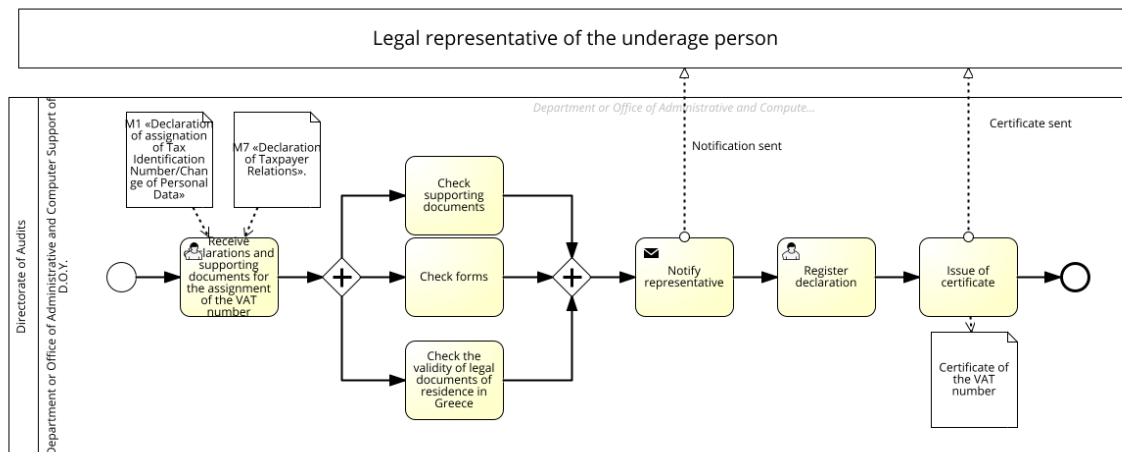 Legal representative of the underage person
Directorate of Audits
Department or Office of Administrative and Computer Support of
D.O.Y.
Department or Office of Administrative and Compute...
M1 «Declaration
of assignation
of Tax
Identification
Number/Chan
ge of Personal
Data»
M7 «Declaration
of Taxpayer
Relations».
Receive
declarations and
supporting
documents for
the assignment
of the VAT
number
Check
supporting
documents
Check forms
Check the
validity of legal
documents of
residence in
Greece
Notification sent
Notify
representative
Register
declaration
Certificate sent
Issue of
certificate
Certificate of
the VAT
number